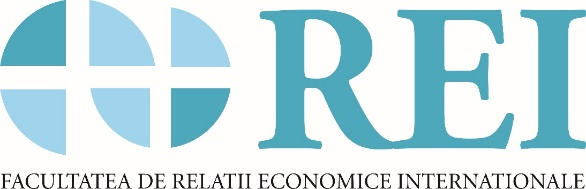 REI
FACULTATEA DE RELATII ECONOMICE INTERNATIONALE